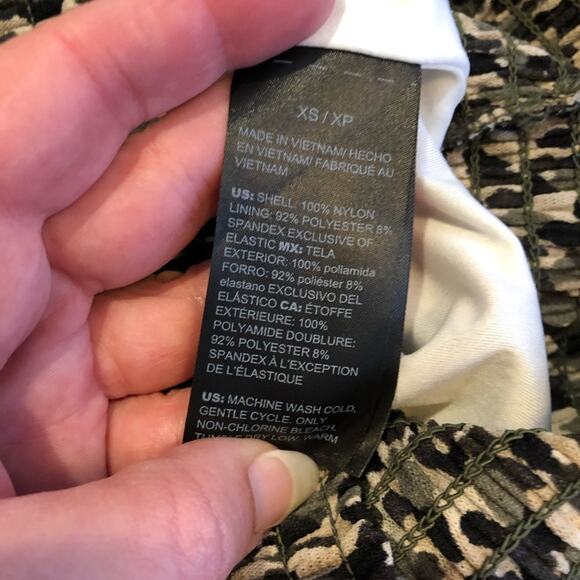 XS / XP
MADE IN VIETNAM/ HECHO
EN VIETNAM/ FABRIQUÉ AU
VIETNAM
US: SHELL: 100% NYLON
LINING: 92% POLYESTER 8%
SPANDEX EXCLUSIVE OF
ELASTIC MX: TELA
EXTERIOR: 100% poliamida
FORRO: 92% poliéster 8%
elastano EXCLUSIVO DEL
ELÁSTICO CA: ÉTOFFE
EXTÉRIEURE: 100%
POLYAMIDE DOUBLURE:
92% POLYESTER 8%
SPANDEX À L'EXCEPTION
DE L'ÉLASTIQUE
US: MACHINE WASH COLD,
GENTLE CYCLE. ONLY
NON-CHLORINE BLEACH,
TUMBLE DRY LOW. WARM